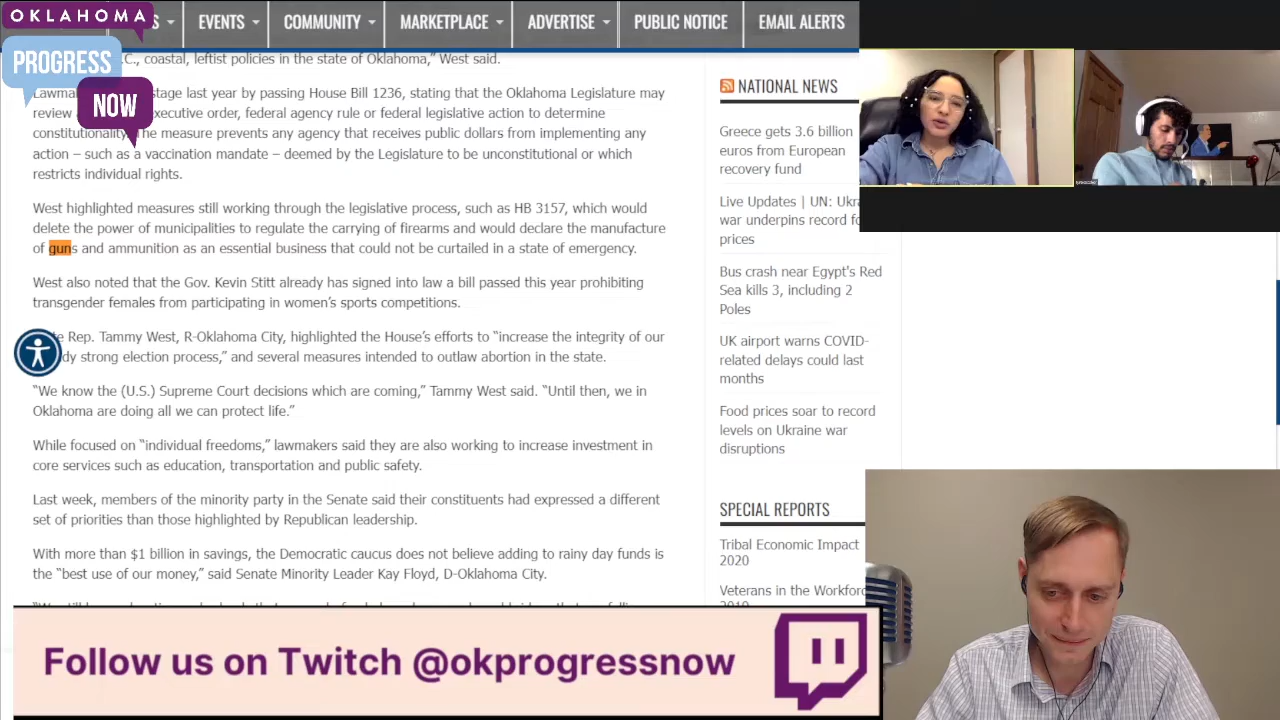 OKLAHOMA
PROGRESS
NOW
EVENTS
COMMUNITY
MARKETPLACE
ADVERTISE
PUBLIC NOTICE
EMAIL ALERTS
coastal, leftist policies in the state of Oklahoma,” West said.
stage last year by passing House Bill 1236, stating that the Oklahoma Legislature may
review executive order, federal agency rule or federal legislative action to determine
constitutionality. The measure prevents any agency that receives public dollars from implementing any
action – such as a vaccination mandate – deemed by the Legislature to be unconstitutional or which
restricts individual rights.
West highlighted measures still working through the legislative process, such as HB 3157, which would
delete the power of municipalities to regulate the carrying of firearms and would declare the manufacture
of guns and ammunition as an essential business that could not be curtailed in a state of emergency.
West also noted that the Gov. Kevin Stitt already has signed into law a bill passed this year prohibiting
transgender females from participating in women’s sports competitions.
Rep. Tammy West, R-Oklahoma City, highlighted the House’s efforts to “increase the integrity of our
strong election process,” and several measures intended to outlaw abortion in the state.
“We know the (U.S.) Supreme Court decisions which are coming,” Tammy West said. “Until then, we in
Oklahoma are doing all we can protect life.”
While focused on “individual freedoms,” lawmakers said they are also working to increase investment in
core services such as education, transportation and public safety.
Last week, members of the minority party in the Senate said their constituents had expressed a different
set of priorities than those highlighted by Republican leadership.
With more than $1 billion in savings, the Democratic caucus does not believe adding to rainy day funds is
the “best use of our money,” said Senate Minority Leader Kay Floyd, D-Oklahoma City.
NATIONAL NEWS
Greece gets 3.6 billion
euros from European
recovery fund
Live Updates | UN: Ukra
war underpins record fo
prices
Bus crash near Egypt's Red
Sea kills 3, including 2
Poles
UK airport warns COVID-
related delays could last
months
Food prices soar to record
levels on Ukraine war
disruptions
SPECIAL REPORTS
Tribal Economic Impact
2020
Veterans in the Workforc
Follow us on Twitch @okprogressnow